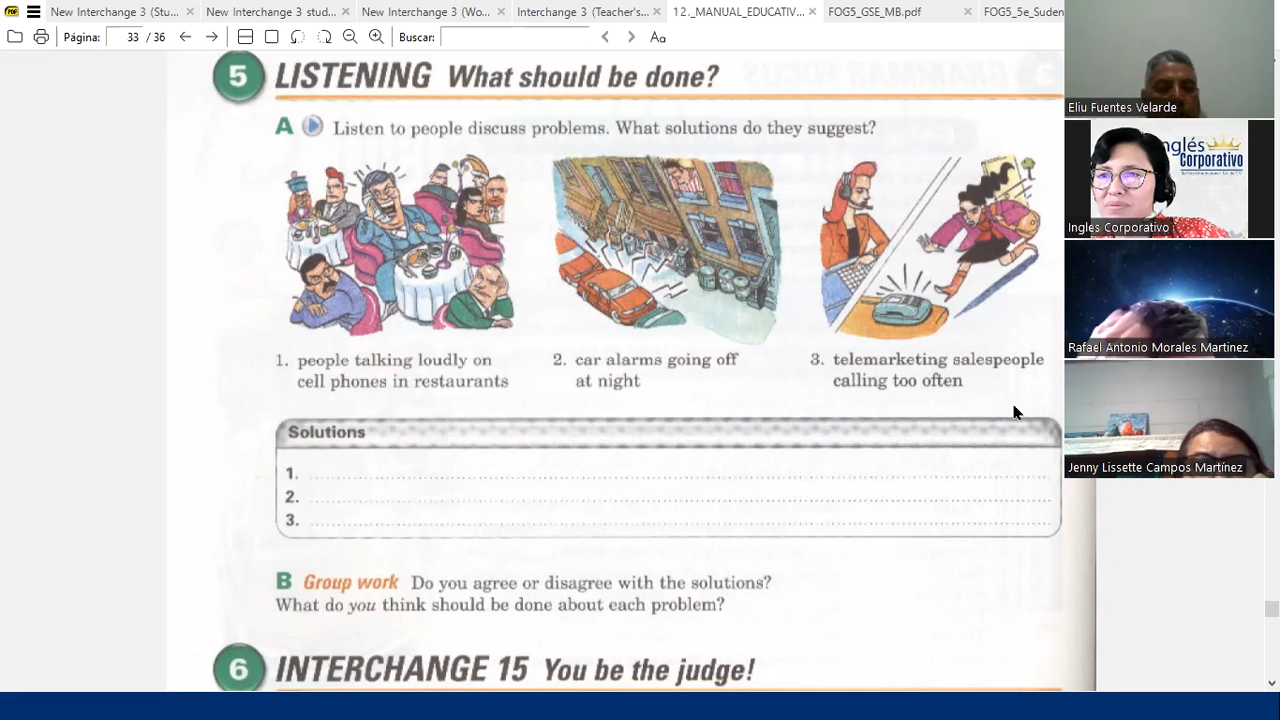 New Interchange 3 (Stu… × New Interchange 3 stud… × New Interchange 3 (Wo… × Interchange 3 (Teacher's… × 12._MANUAL_EDUCATIV… × FOG5_GSE_MB.pdf × FOG5_5e_Suden
Página: 33 / 36 Buscar: Aa
5 LISTENING What should be done?
A Listen to people discuss problems. What solutions do they suggest?
1. people talking loudly on
cell phones in restaurants
2. car alarms going off
at night
3. telemarketing salespeople
calling too often
Solutions
1.
2.
3.
B Group work Do you agree or disagree with the solutions?
What do you think should be done about each problem?
6 INTERCHANGE 15 You be the judge!
Eliu Fuentes Velarde
Inglés
Corporativo
Ingles Corporativo
Rafael Antonio Morales Martinez
Jenny Lissette Campos Martínez